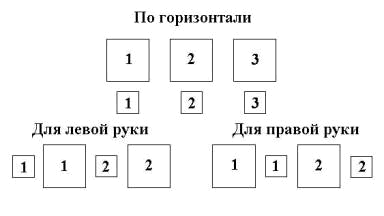 По горизонтали
1 2 3
1 2 3
Для левой руки Для правой руки
1 1 2 2 1 1 2 2